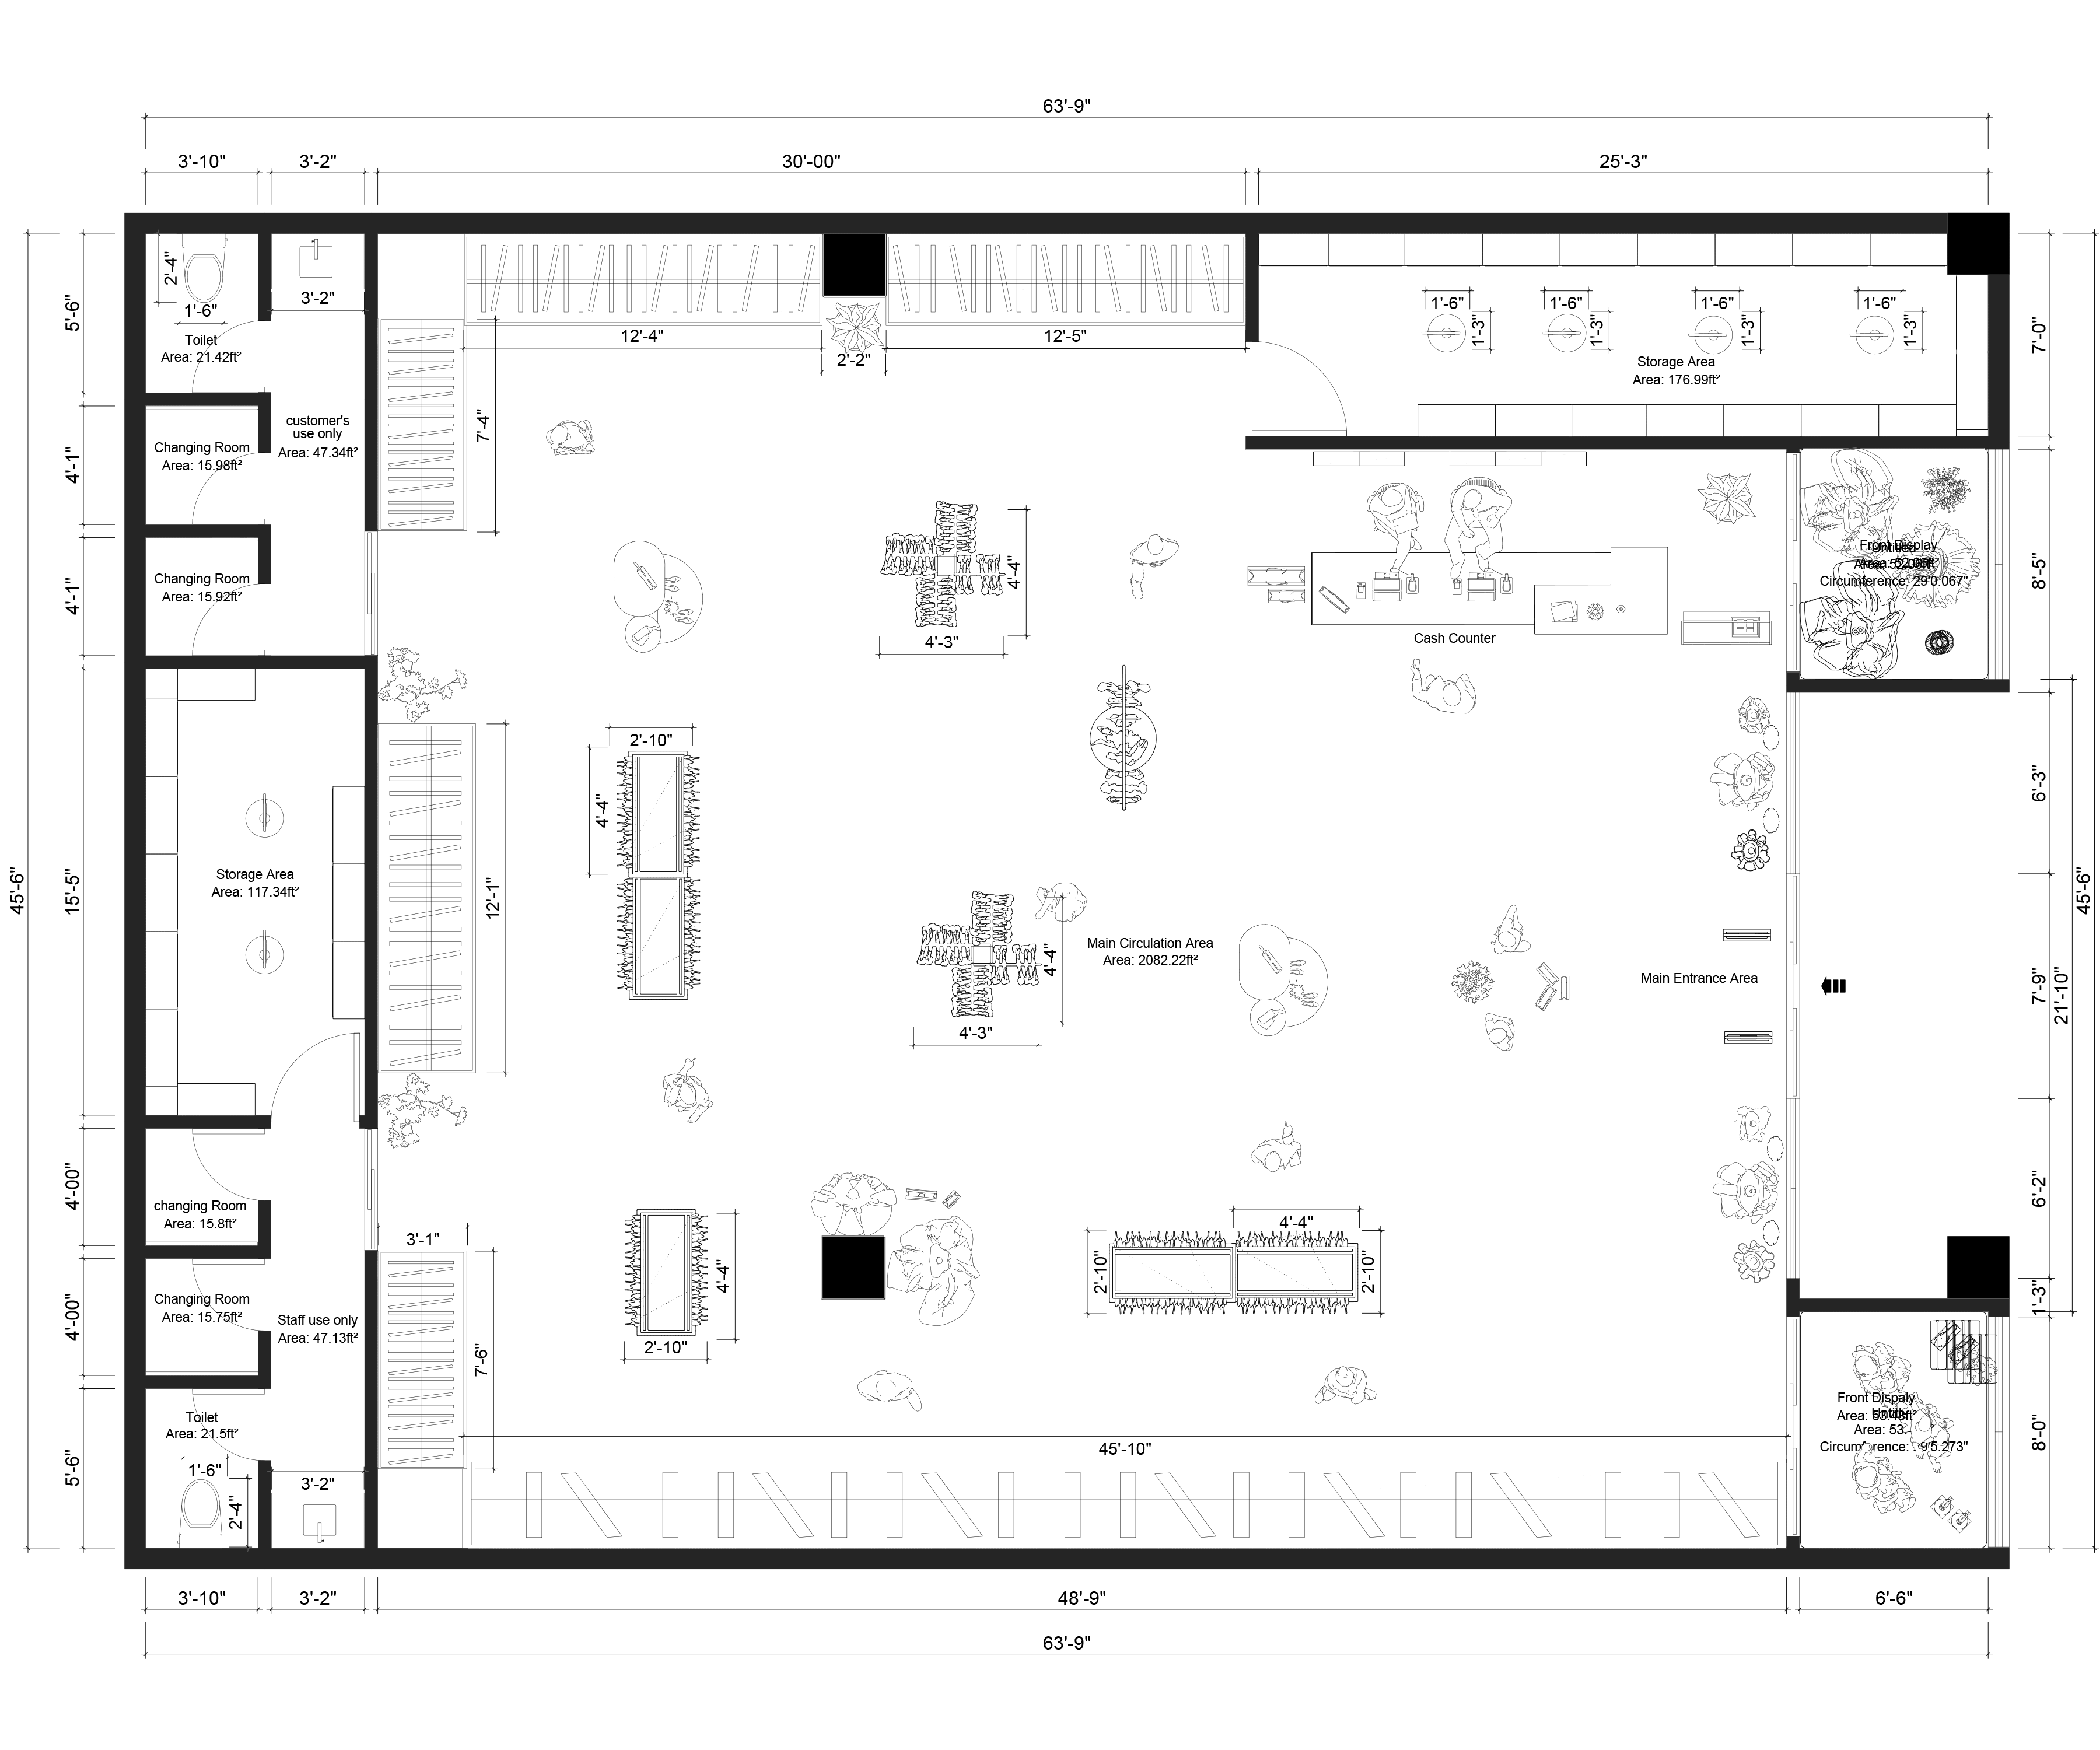 63'-9"
3'-10"
3'-2"
30'-00"
25'-3"
2'-4"
1'-6"
3'-2"
Toilet
Area: 21.42ft²
5'-6"
12'-4"
2'-2"
12'-5"
1'-6"
1'-3"
1'-6"
1'-3"
1'-6"
1'-3"
1'-6"
1'-3"
Storage Area
Area: 176.99ft²
7'-0"
7'-4"
customer's
use only
Area: 47.34ft²
Changing Room
Area: 15.98ft²
4'-1"
Changing Room
Area: 15.92ft²
4'-1"
4'-4"
4'-3"
Cash Counter
Front Display
Circumference: 29'0.067"
8'-5"
2'-10"
4'-4"
6'-3"
45'-6"
15'-5"
Storage Area
Area: 117.34ft²
12'-1"
4'-4"
4'-3"
Main Circulation Area
Area: 2082.22ft²
Main Entrance Area
7'-9"
21'-10"
45'-6"
4'-00"
changing Room
Area: 15.8ft²
3'-1"
4'-4"
2'-10"
2'-10"
6'-2"
4'-00"
Changing Room
Area: 15.75ft²
Staff use only
Area: 47.13ft²
4'-4"
2'-10"
1'-3"
7'-6"
Toilet
Area: 21.5ft²
5'-6"
1'-6"
2'-4"
3'-2"
45'-10"
Front Dispaly
Area: 53.48ft²
Area: 53.
9'5.273"
8'-0"
3'-10"
3'-2"
48'-9"
6'-6"
63'-9"